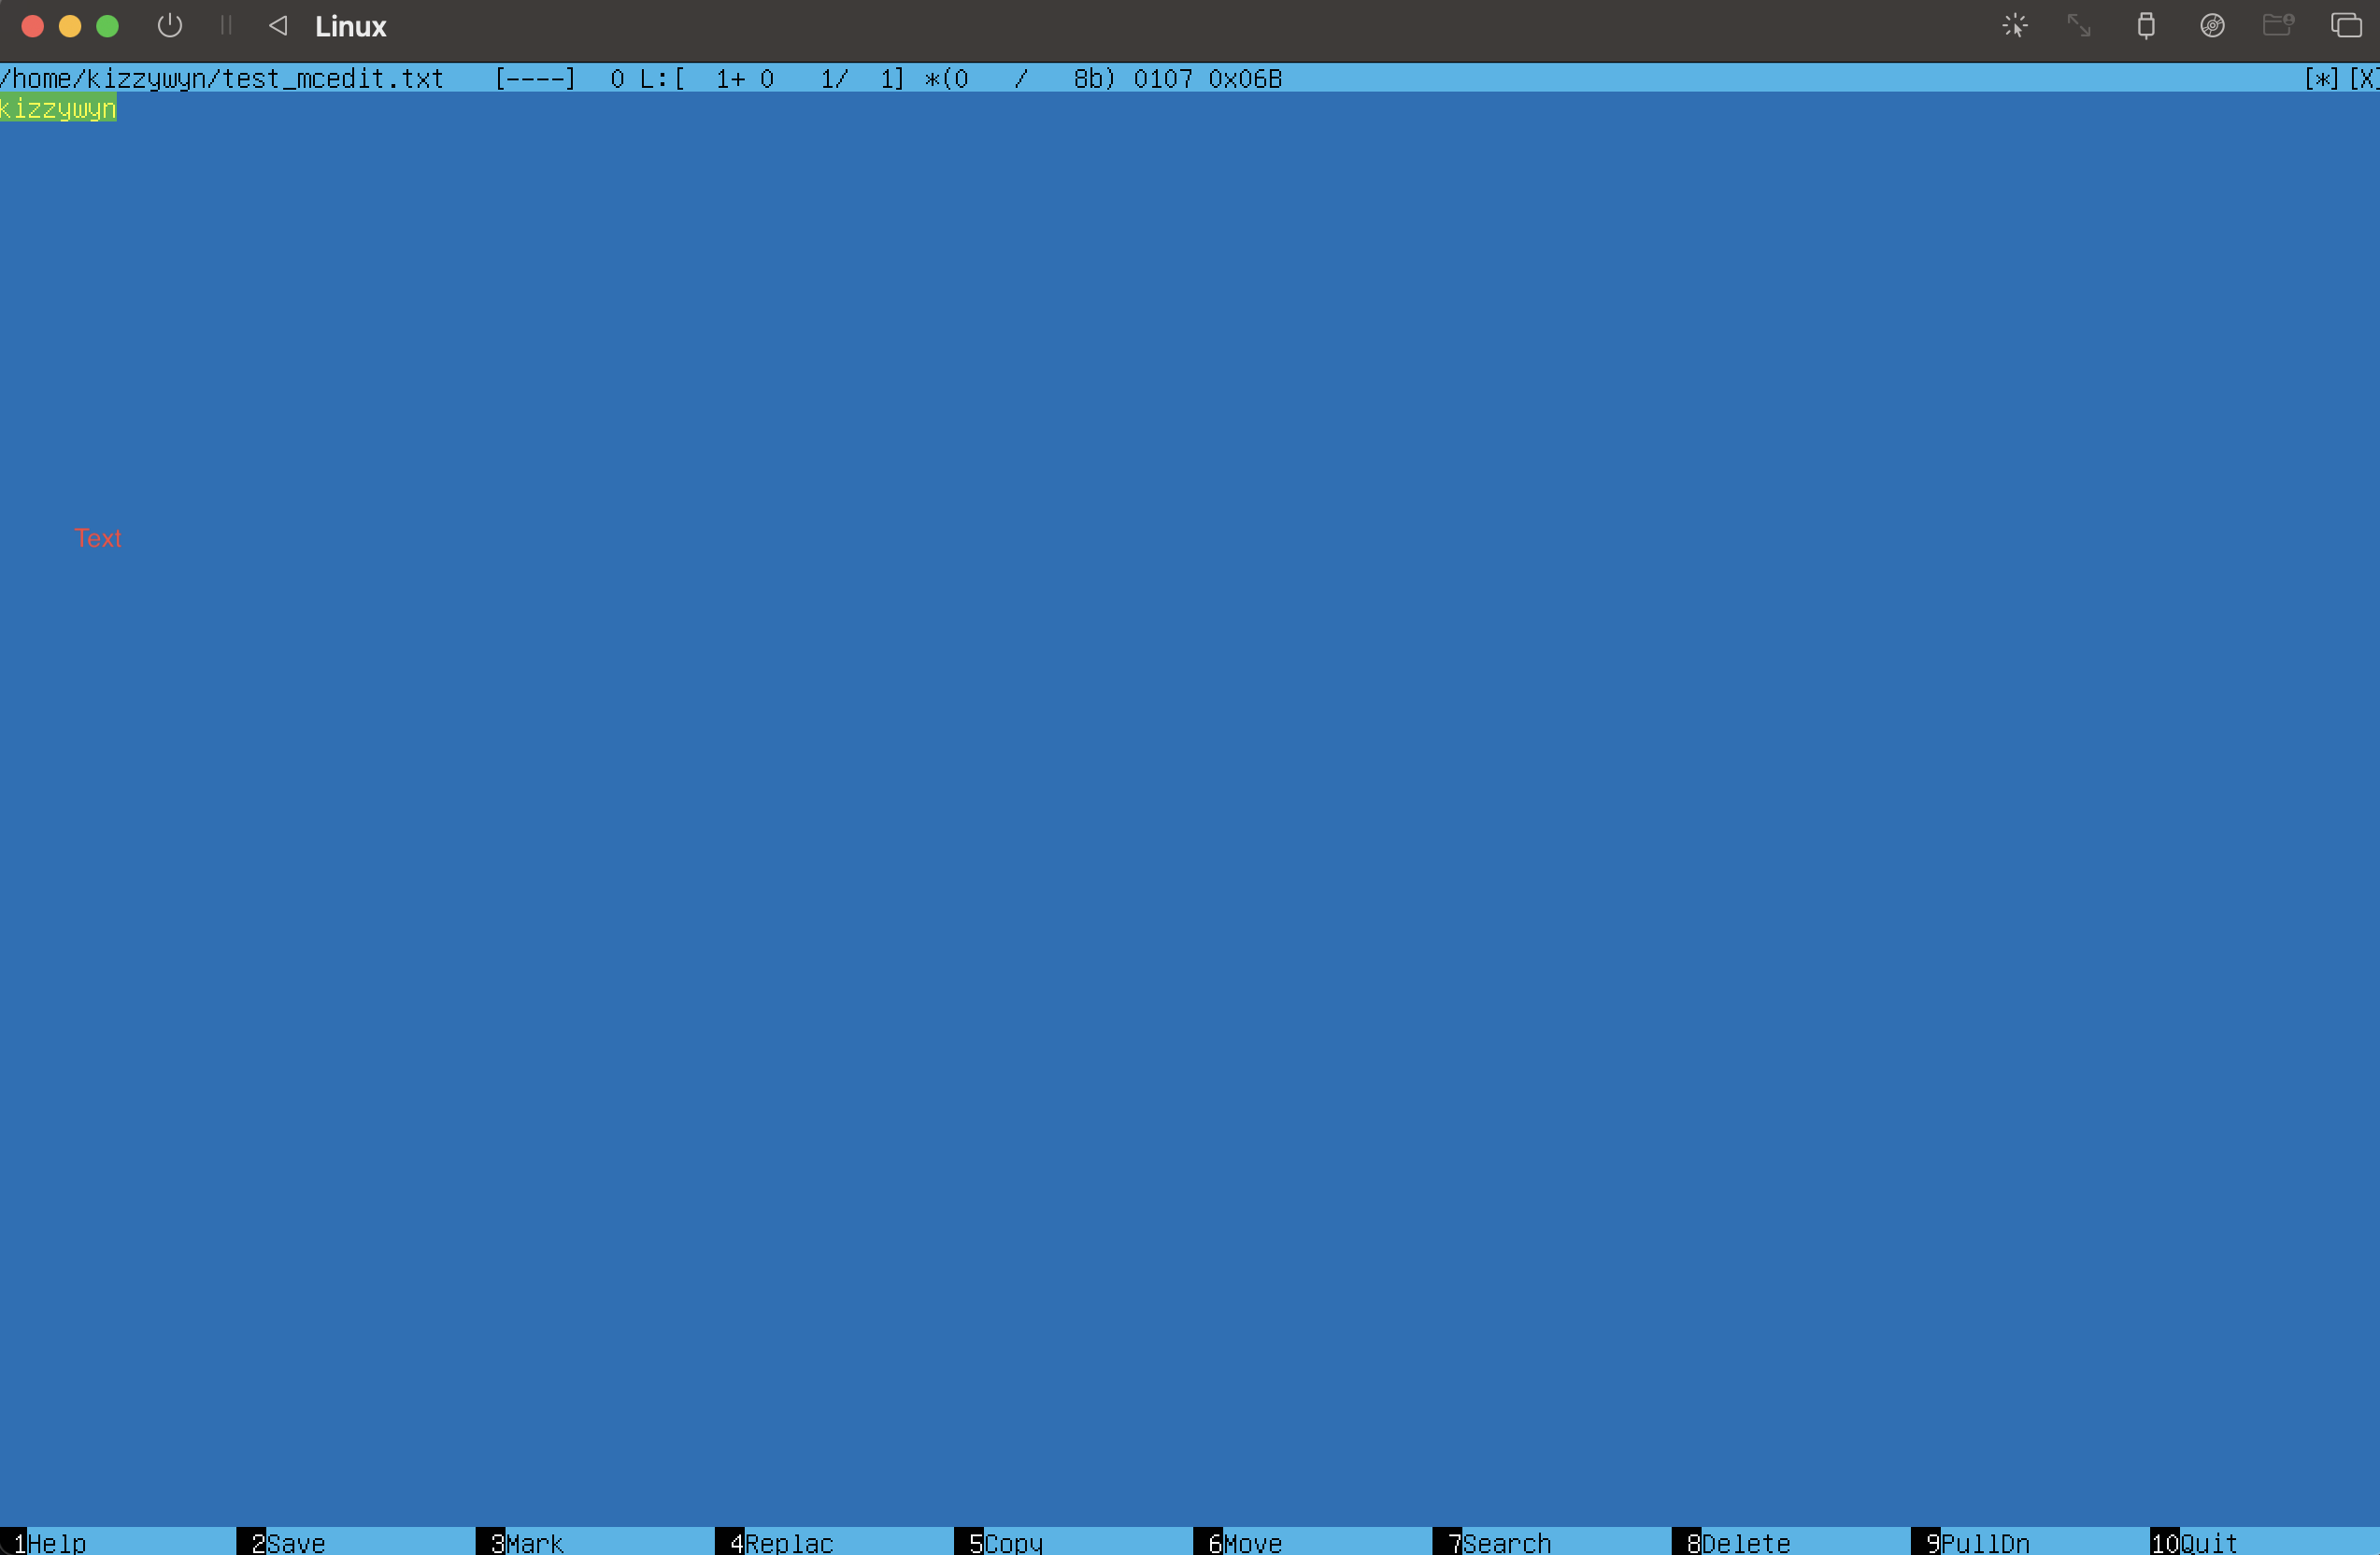 Linux
/home/kizzywyn/test_mcedit.txt   [----]  0 L:[  1+ 0   1/  1] *(0   /   8b) 0107 0x06B   [*][X]
kizzywyn
Text
1Help 2Save 3Mark 4Replac 5Copy 6Move 7Search 8Delete 9PullDn 10Quit